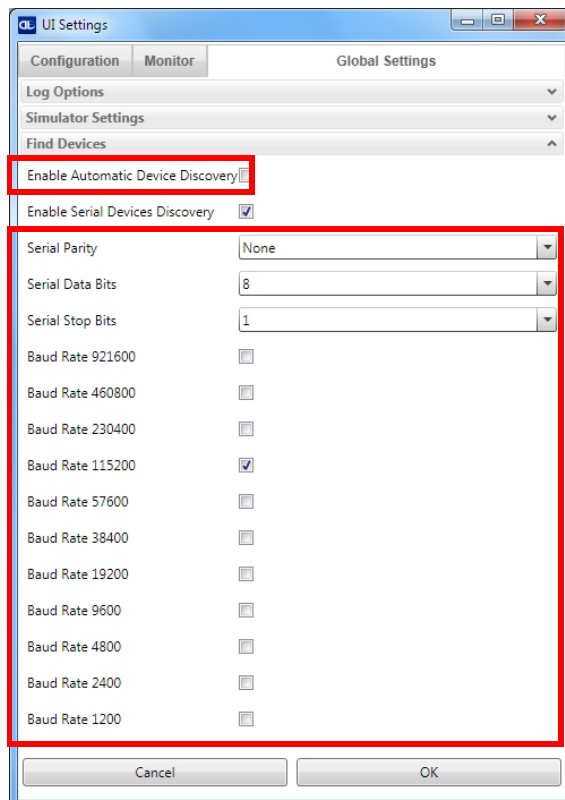 UI Settings
Configuration Monitor Global Settings
Log Options
Simulator Settings
Find Devices
Enable Automatic Device Discovery
Enable Serial Devices Discovery
Serial Parity None
Serial Data Bits 8
Serial Stop Bits 1
Baud Rate 921600
Baud Rate 460800
Baud Rate 230400
Baud Rate 115200
Baud Rate 57600
Baud Rate 38400
Baud Rate 19200
Baud Rate 9600
Baud Rate 4800
Baud Rate 2400
Baud Rate 1200
Cancel OK